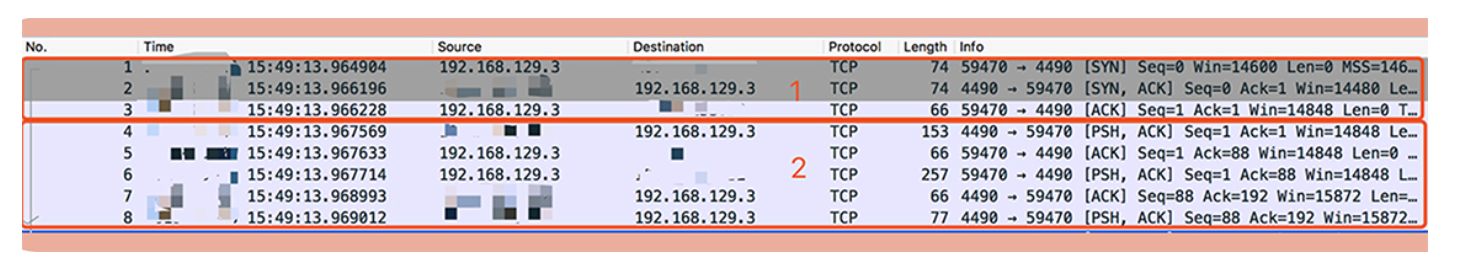 No. Time Source Destination Protocol Length Info
1 15:49:13.964904 192.168.129.3 TCP 74 59470 → 4490 [SYN] Seq=0 Win=14600 Len=0 MSS=146…
2 15:49:13.966196 192.168.129.3 TCP 74 4490 → 59470 [SYN, ACK] Seq=0 Ack=1 Win=14480 Le…
1
3 15:49:13.966228 192.168.129.3 TCP 66 59470 → 4490 [ACK] Seq=1 Ack=1 Win=14848 Len=0 T…
4 15:49:13.967569 192.168.129.3 TCP 153 4490 → 59470 [PSH, ACK] Seq=1 Ack=1 Win=14848 Le…
5 15:49:13.967633 192.168.129.3 TCP 66 59470 → 4490 [ACK] Seq=1 Ack=88 Win=14848 Len=0 …
2
6 15:49:13.967714 192.168.129.3 TCP 257 59470 → 4490 [PSH, ACK] Seq=1 Ack=88 Win=14848 L…
7 15:49:13.968993 192.168.129.3 TCP 66 4490 → 59470 [ACK] Seq=88 Ack=192 Win=15872 Len=…
8 15:49:13.969012 192.168.129.3 TCP 77 4490 → 59470 [PSH, ACK] Seq=88 Ack=192 Win=15872…